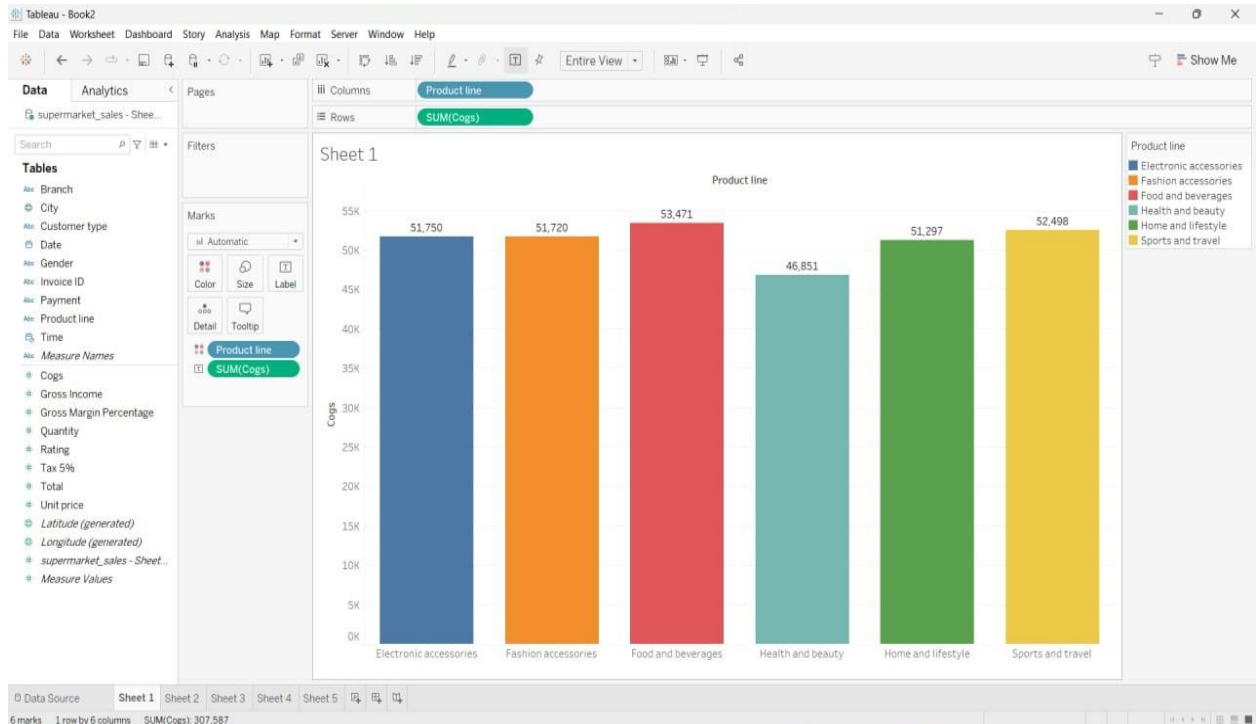 Tableau - Book2
File Data Worksheet Dashboard Story Analysis Map Format Server Window Help
Entire View
Show Me
Data Analytics
supermarket_sales - Shee...
Search
Tables
Abc Branch
City
Abc Customer type
Date
Abc Gender
Abc Invoice ID
Abc Payment
Abc Product line
Time
Abc Measure Names
# Cogs
# Gross Income
# Gross Margin Percentage
# Quantity
# Rating
# Tax 5%
# Total
# Unit price
Latitude (generated)
Longitude (generated)
# supermarket_sales - Sheet...
# Measure Values
Pages
Filters
Marks
Automatic
Color Size Label
Detail Tooltip
Product line
SUM(Cogs)
iii Columns Product line
Rows SUM(Cogs)
Sheet 1
Product line
Cogs
55K
50K
45K
40K
35K
30K
25K
20K
15K
10K
5K
0K
51,750 51,720 53,471 46,851 51,297 52,498
Electronic accessories Fashion accessories Food and beverages Health and beauty Home and lifestyle Sports and travel
Product line
Electronic accessories
Fashion accessories
Food and beverages
Health and beauty
Home and lifestyle
Sports and travel
Data Source Sheet 1 Sheet 2 Sheet 3 Sheet 4 Sheet 5
6 marks 1 row by 6 columns SUM(Cogs): 307,587